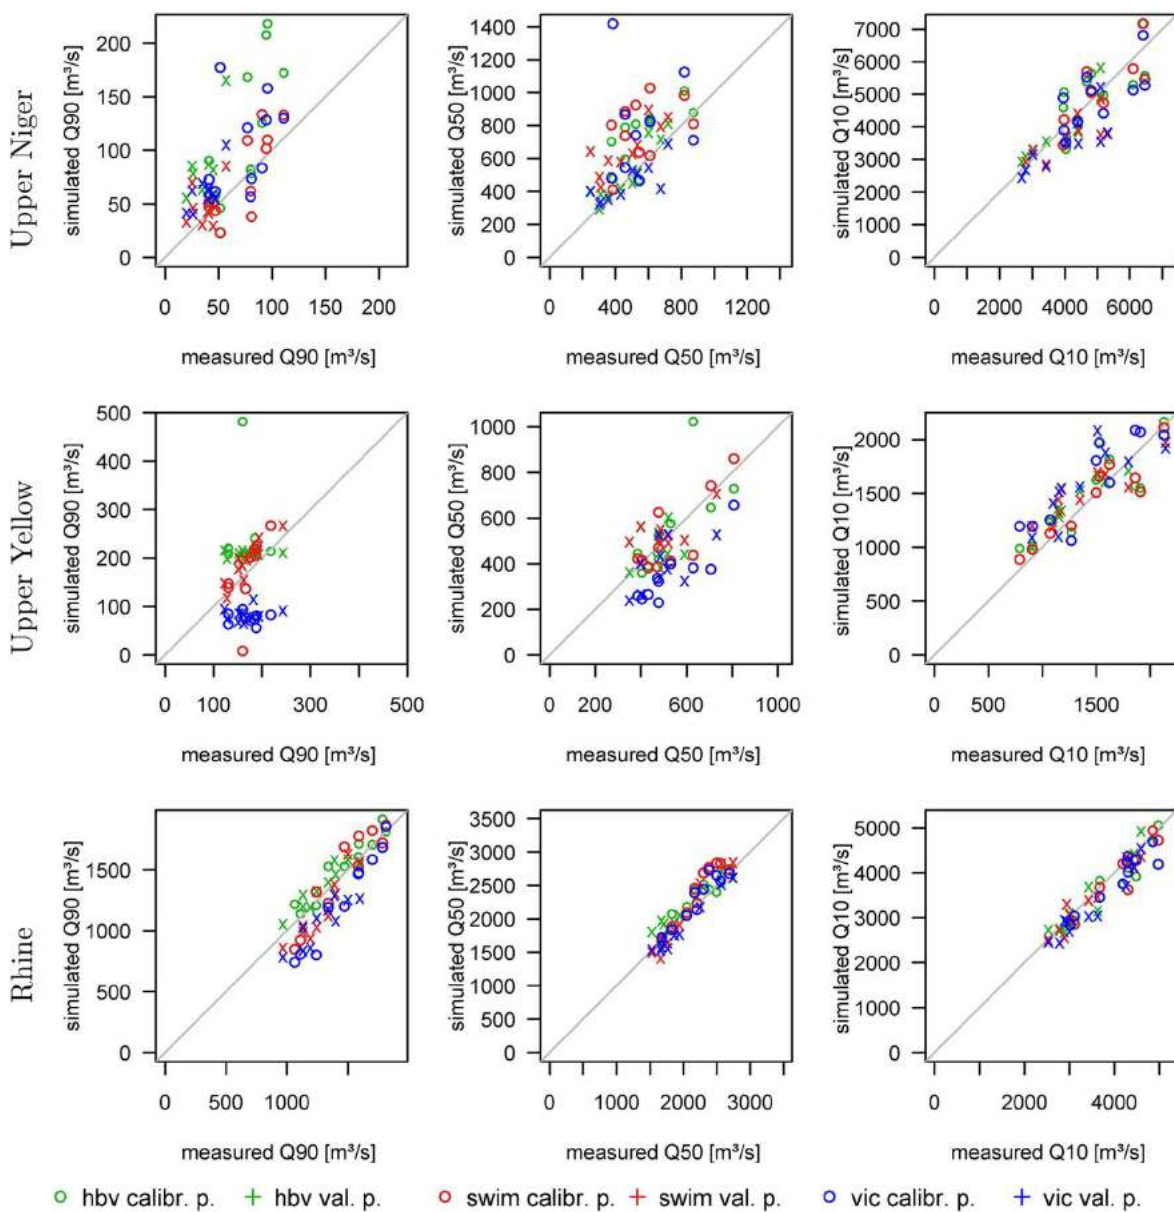 Upper Niger
simulated Q90 [m³/s]
200
150
100
50
0
0 50 100 150 200
measured Q90 [m³/s]
simulated Q50 [m³/s]
1400
1200
1000
800
600
400
200
0
0 400 600 800 1100 1400
measured Q50 [m³/s]
simulated Q10 [m³/s]
7000
6000
5000
4000
3000
2000
1000
0
0 2000 4000 6000
measured Q10 [m³/s]
Upper Yellow
simulated Q90 [m³/s]
500
400
300
200
100
0
0 100 200 300 400 500
measured Q90 [m³/s]
simulated Q50 [m³/s]
1000
800
600
400
200
0
0 200 400 600 800 1000
measured Q50 [m³/s]
simulated Q10 [m³/s]
2000
1500
1000
500
0
0 500 1000 1500
measured Q10 [m³/s]
Rhine
simulated Q90 [m³/s]
1500
1000
500
0
0 500 1000
measured Q90 [m³/s]
simulated Q50 [m³/s]
3500
3000
2500
2000
1500
1000
500
0
0 1000 2000 3000
measured Q50 [m³/s]
simulated Q10 [m³/s]
5000
4000
3000
2000
1000
0
0 2000 4000
measured Q10 [m³/s]
hbv calibr. p. hbv val. p. swim calibr. p. swim val. p. vic calibr. p. vic val. p.